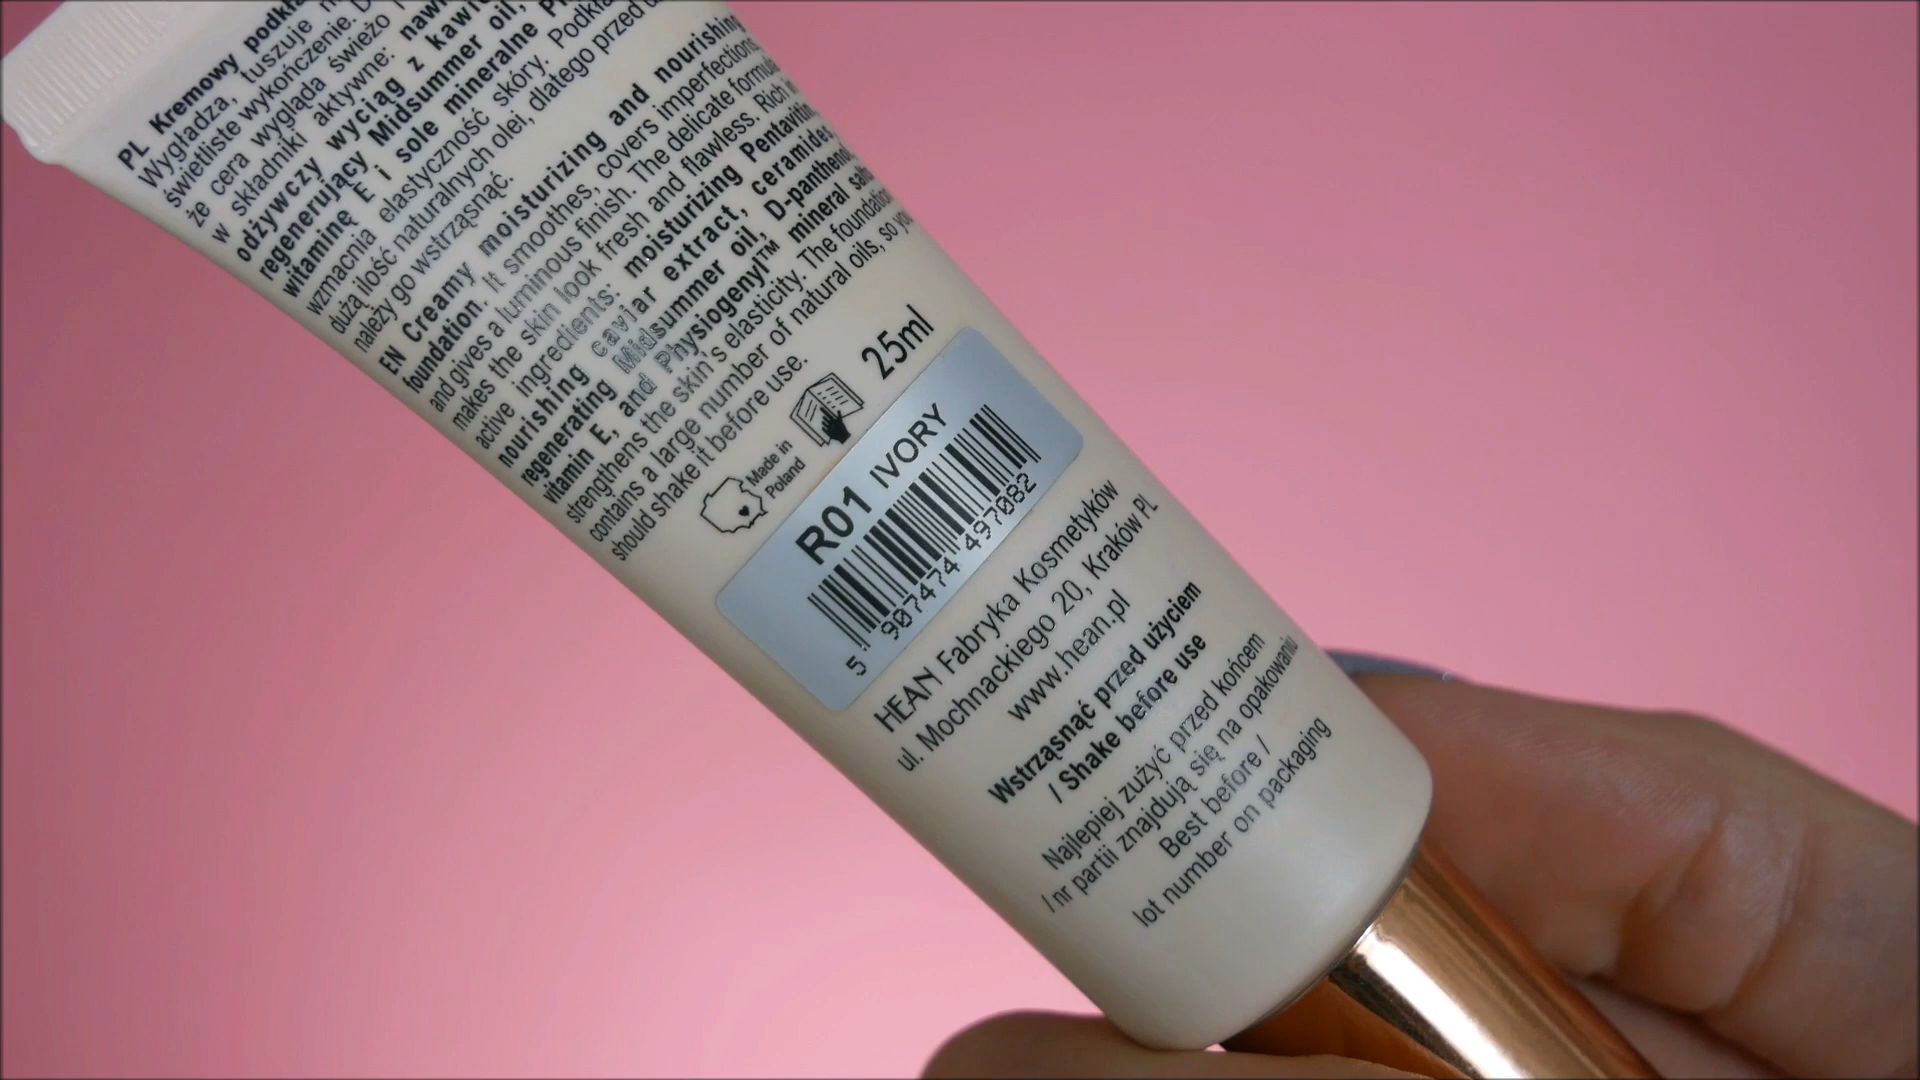 PL Kremowy
Wygładza, tuszuje
świetliste wykończenie.
że cera wygląda świeżo i
w składniki aktywne:
odżywczy wyciąg z
regenerujący Midsummer oil,
witaminę E i sole mineralne
wzmacnia elastyczność skóry.
dużą ilość naturalnych olei, dlatego przed
należy go wstrząsnąć.
EN Creamy moisturizing and nourishing
foundation. It smoothes, covers imperfections,
and gives a luminous finish. The delicate formula
makes the skin look fresh and flawless. Rich
active ingredients: moisturizing Pentavitin,
nourishing caviar extract, ceramides,
regenerating Midsummer oil, D-panthenol,
vitamin E, and Physiogenyl™ mineral salts
strengthens the skin's elasticity. The foundation
contains a large number of natural oils, so you
should shake it before use.
Made in
Poland
25ml
R01 IVORY
5 907474 497082
HEAN Fabryka Kosmetyków
ul. Mochnackiego 20, Kraków PL
www.hean.pl
Wstrząsnąć przed użyciem
/ Shake before use
Najlepiej zużyć przed końcem
/ nr partii znajdują się na opakowaniu
Best before /
lot number on packaging